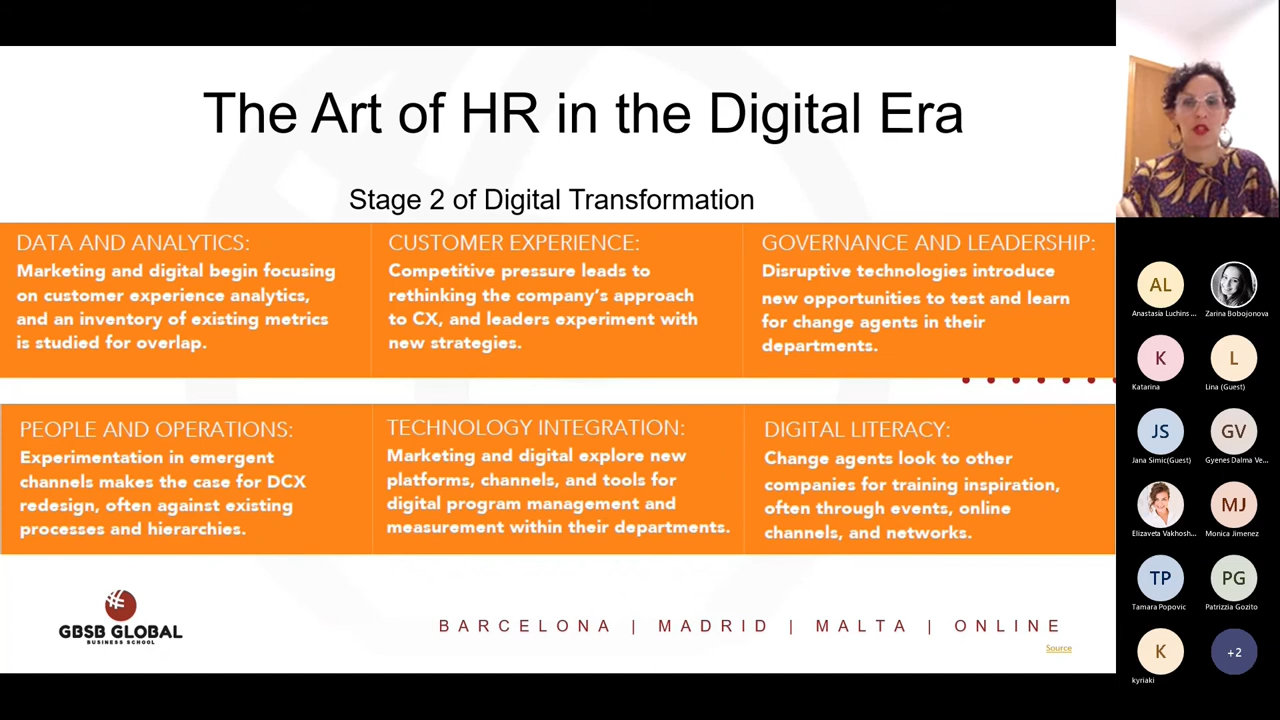 The Art of HR in the Digital Era
Stage 2 of Digital Transformation
DATA AND ANALYTICS:
Marketing and digital begin focusing
on customer experience analytics,
and an inventory of existing metrics
is studied for overlap.
CUSTOMER EXPERIENCE:
Competitive pressure leads to
rethinking the company's approach
to CX, and leaders experiment with
new strategies.
GOVERNANCE AND LEADERSHIP:
Disruptive technologies introduce
new opportunities to test and learn
for change agents in their
departments.
PEOPLE AND OPERATIONS:
Experimentation in emergent
channels makes the case for DCX
redesign, often against existing
processes and hierarchies.
TECHNOLOGY INTEGRATION:
Marketing and digital explore new
platforms, channels, and tools for
digital program management and
measurement within their departments.
DIGITAL LITERACY:
Change agents look to other
companies for training inspiration,
often through events, online
channels, and networks.
GBSB GLOBAL
BUSINESS SCHOOL
BARCELONA | MADRID | MALTA | ONLINE
Source
AL
Anastasia Luchins...
Zarina Bobojonova
K
Katarina
L
Lina (Guest)
JS
Jana Simic(Guest)
GV
Gyenes Dalma Ve...
Elizaveta Vakhosh...
MJ
Monica Jimenez
TP
Tamara Popovic
PG
Patrizzia Gozito
K
kyriaki
+2